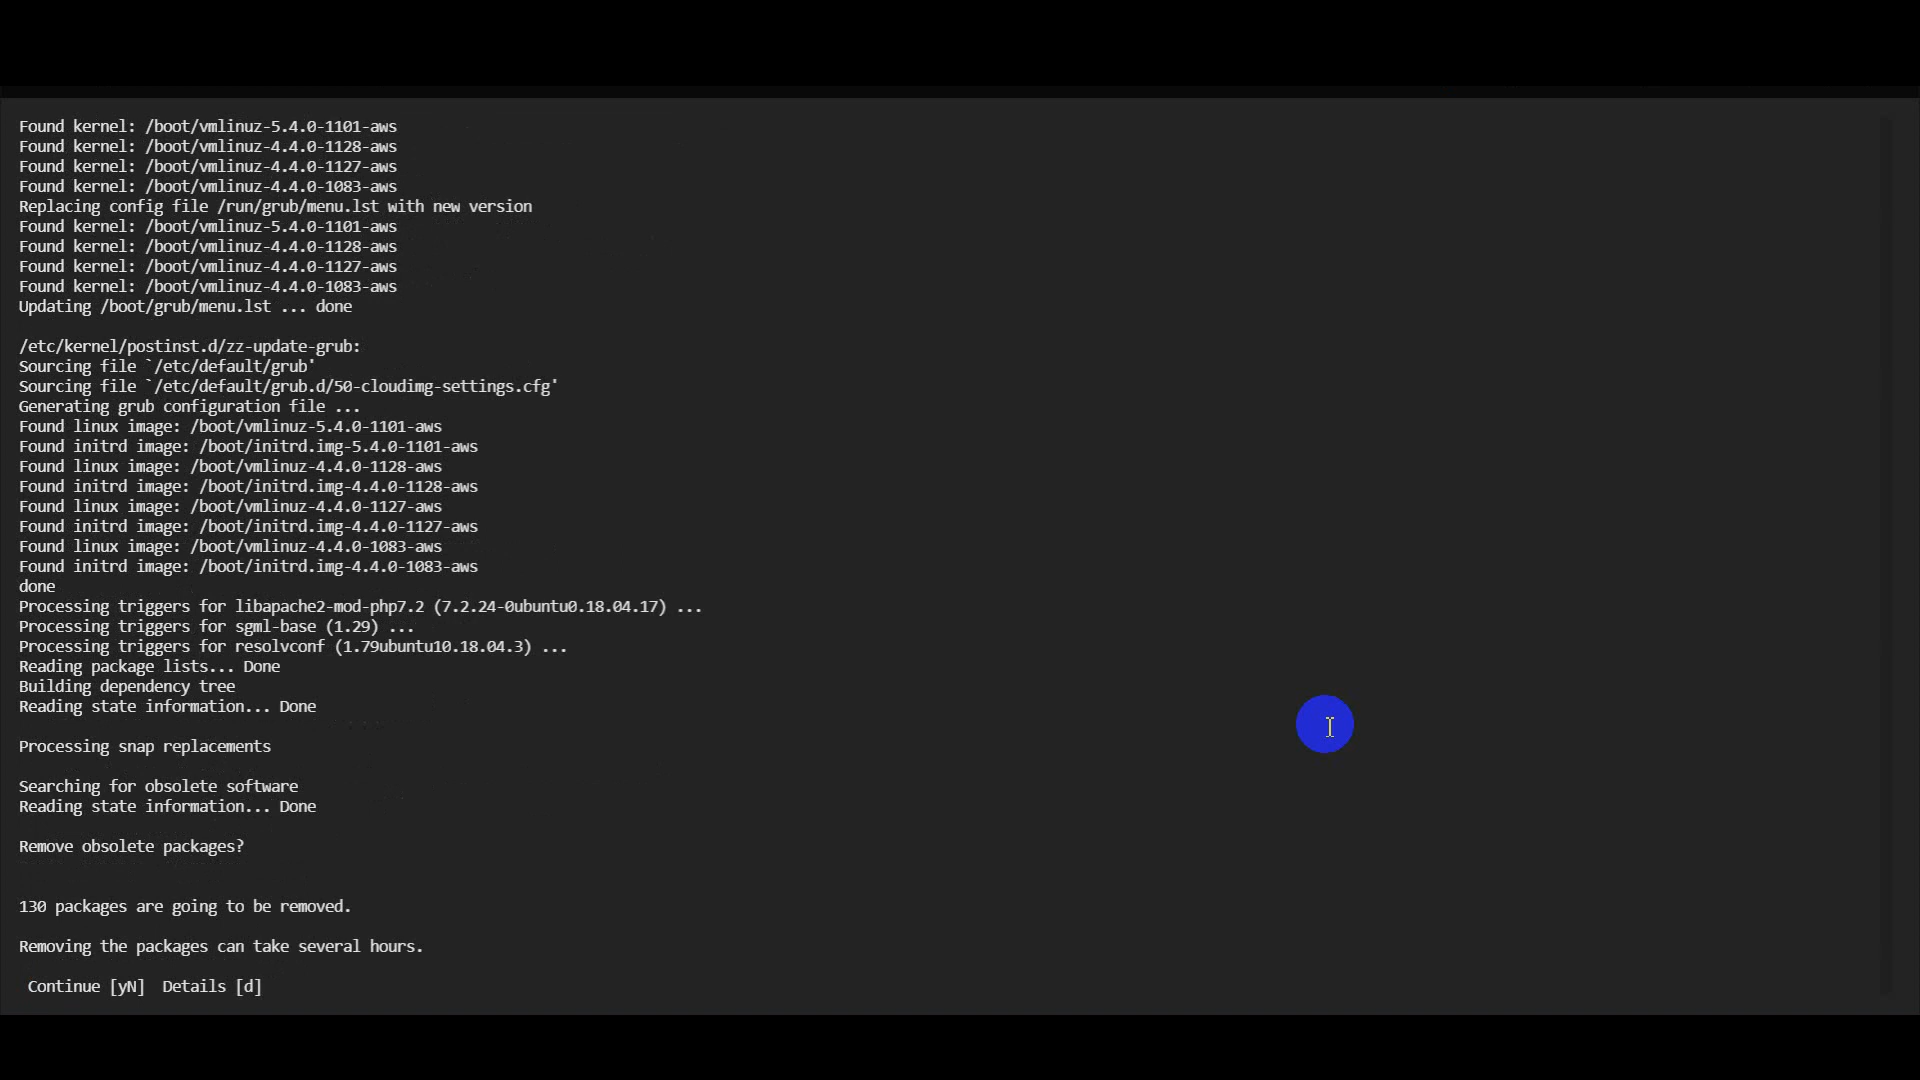 Found kernel: /boot/vmlinuz-5.4.0-1101-aws
Found kernel: /boot/vmlinuz-4.4.0-1128-aws
Found kernel: /boot/vmlinuz-4.4.0-1127-aws
Found kernel: /boot/vmlinuz-4.4.0-1083-aws
Replacing config file /run/grub/menu.lst with new version
Found kernel: /boot/vmlinuz-5.4.0-1101-aws
Found kernel: /boot/vmlinuz-4.4.0-1128-aws
Found kernel: /boot/vmlinuz-4.4.0-1127-aws
Found kernel: /boot/vmlinuz-4.4.0-1083-aws
Updating /boot/grub/menu.lst ... done
/etc/kernel/postinst.d/zz-update-grub:
Sourcing file `/etc/default/grub'
Sourcing file `/etc/default/grub.d/50-cloudimg-settings.cfg'
Generating grub configuration file ...
Found linux image: /boot/vmlinuz-5.4.0-1101-aws
Found initrd image: /boot/initrd.img-5.4.0-1101-aws
Found linux image: /boot/vmlinuz-4.4.0-1128-aws
Found initrd image: /boot/initrd.img-4.4.0-1128-aws
Found linux image: /boot/vmlinuz-4.4.0-1127-aws
Found initrd image: /boot/initrd.img-4.4.0-1127-aws
Found linux image: /boot/vmlinuz-4.4.0-1083-aws
Found initrd image: /boot/initrd.img-4.4.0-1083-aws
done
Processing triggers for libapache2-mod-php7.2 (7.2.24-0ubuntu0.18.04.17) ...
Processing triggers for sgml-base (1.29) ...
Processing triggers for resolvconf (1.79ubuntu10.18.04.3) ...
Reading package lists... Done
Building dependency tree
Reading state information... Done
Processing snap replacements
Searching for obsolete software
Reading state information... Done
Remove obsolete packages?
130 packages are going to be removed.
Removing the packages can take several hours.
Continue [yN]  Details [d]